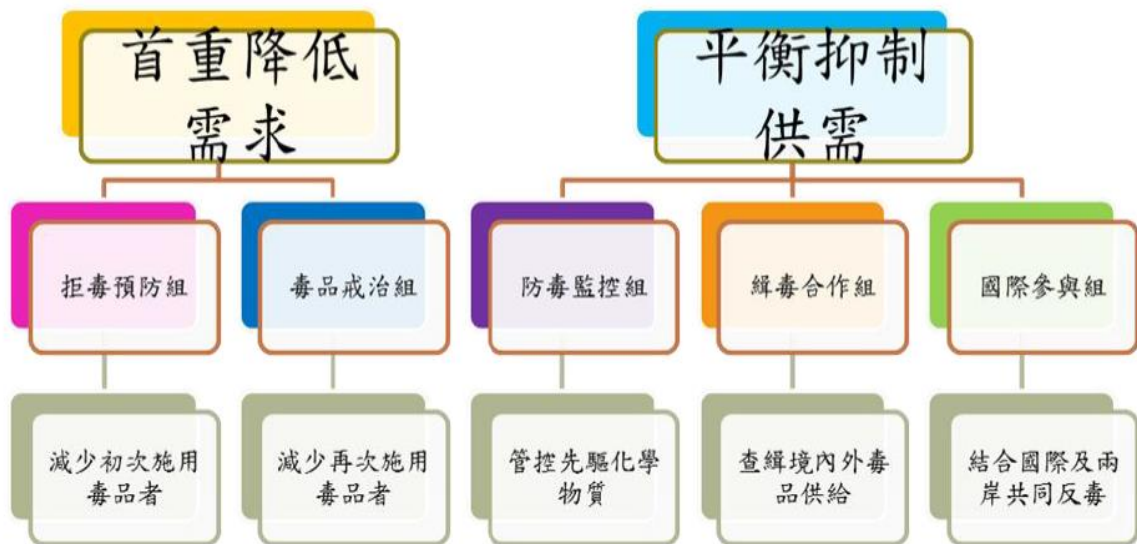 首重降低
需求
平衡抑制
供需
拒毒預防組
毒品戒治組
防毒監控組
緝毒合作組
國際參與組
減少初次施用
毒品者
減少再次施用
毒品者
管控先驅化學
物質
查緝境內外毒
品供給
結合國際及兩
岸共同反毒